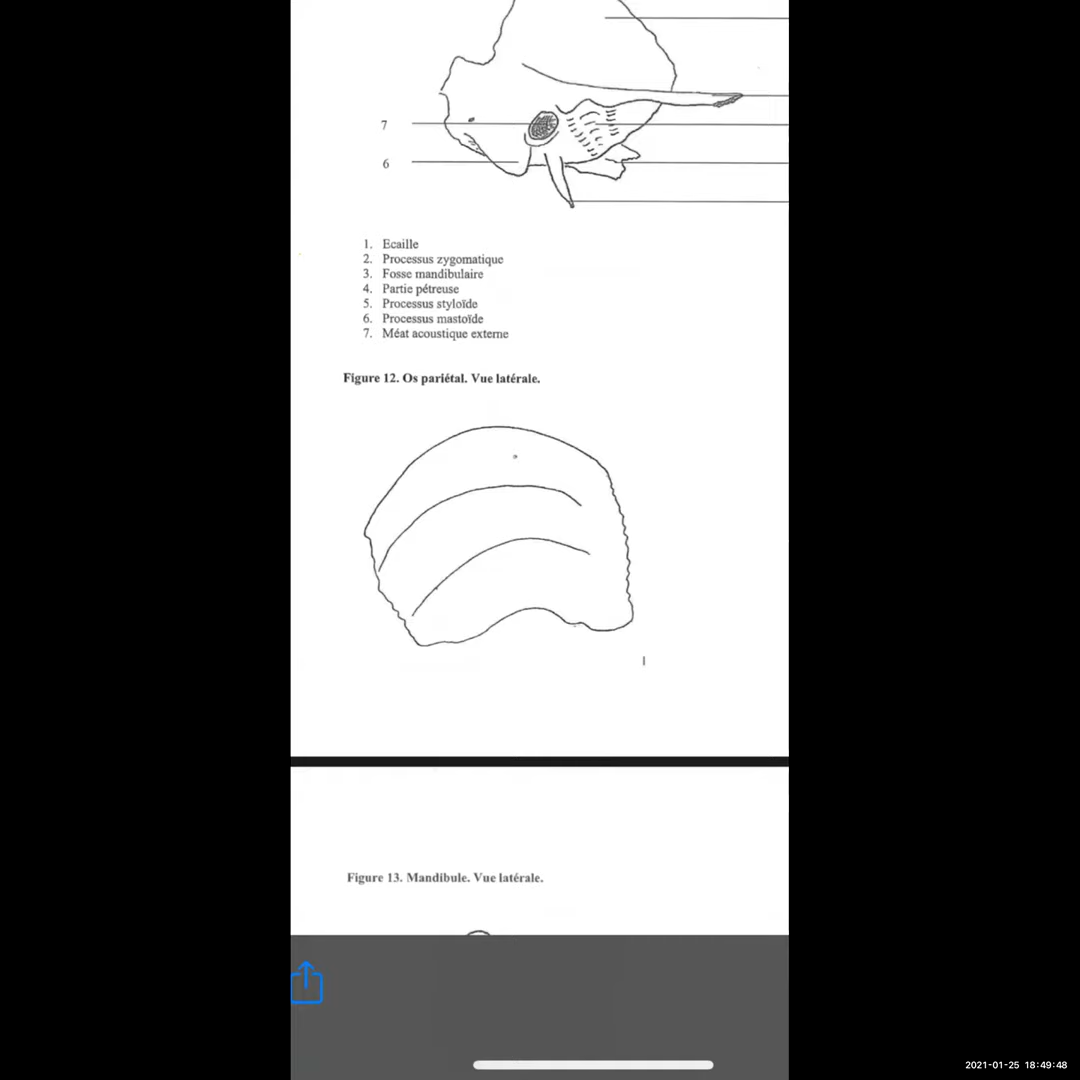 7
6
1. Ecaille
2. Processus zygomatique
3. Fosse mandibulaire
4. Partie pétreuse
5. Processus styloïde
6. Processus mastoïde
7. Méat acoustique externe
Figure 12. Os pariétal. Vue latérale.
Figure 13. Mandibule. Vue latérale.
2021-01-25 18:49:48